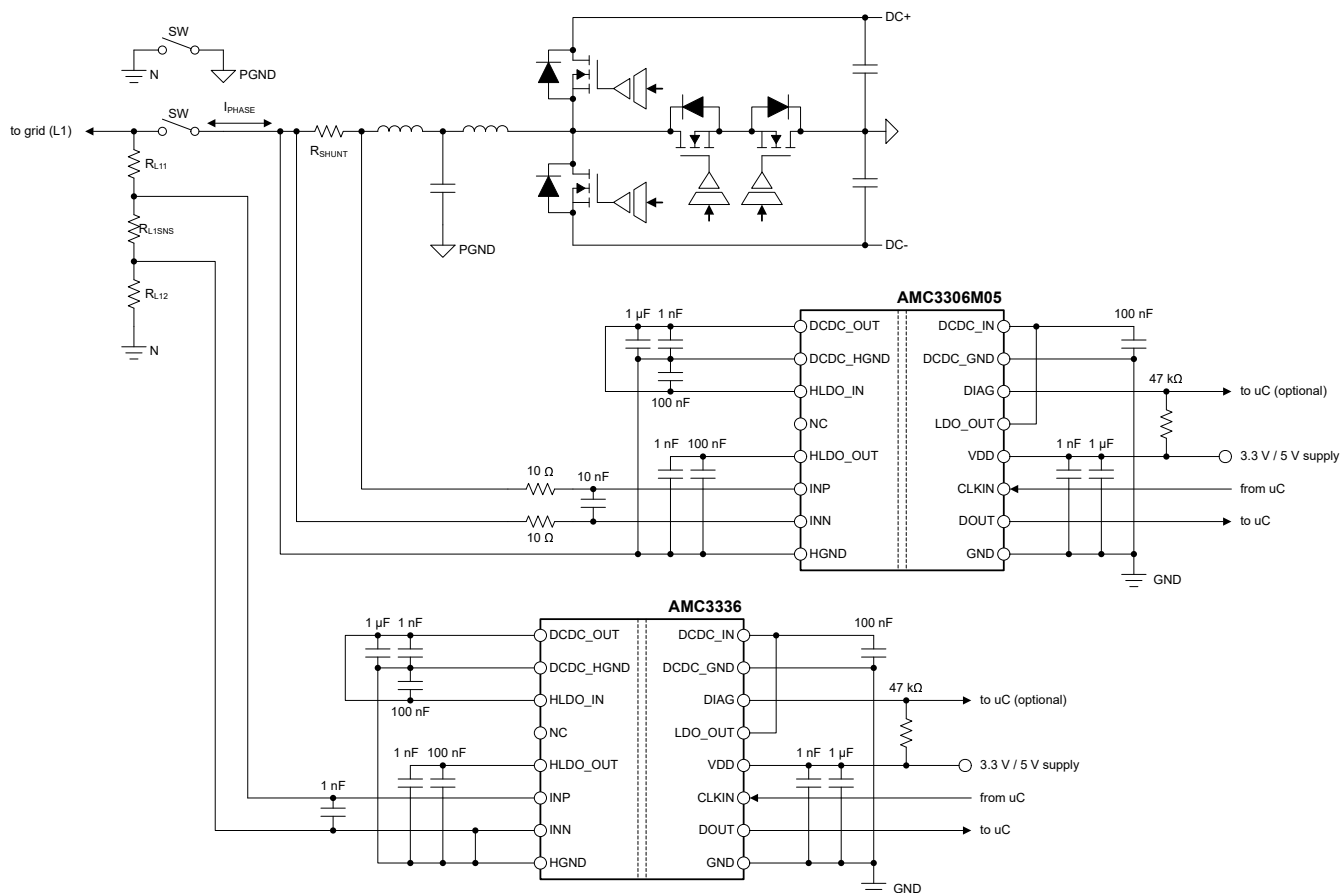 SW
N
PGND
DC+
SW
I PHASE
to grid (L1)
RSHUNT
RL11
RL1SNS
RL12
N
PGND
DC-
AMC3306M05
1 µF 1 nF
100 nF
DCDC_OUT
DCDC_IN
DCDC_HGND
DCDC_GND
47 kΩ
HLDO_IN
DIAG
to uC (optional)
100 nF
NC
LDO_OUT
1 nF 100 nF
1 nF 1 µF
HLDO_OUT
VDD
3.3 V / 5 V supply
10 Ω
10 nF
INP
CLKIN
from uC
INN
DOUT
to uC
10 Ω
HGND
GND
GND
AMC3336
1 µF 1 nF
100 nF
DCDC_OUT
DCDC_IN
DCDC_HGND
DCDC_GND
47 kΩ
HLDO_IN
DIAG
to uC (optional)
100 nF
NC
LDO_OUT
1 nF 100 nF
1 nF 1 µF
HLDO_OUT
VDD
3.3 V / 5 V supply
1 nF
INP
CLKIN
from uC
INN
DOUT
to uC
HGND
GND
GND